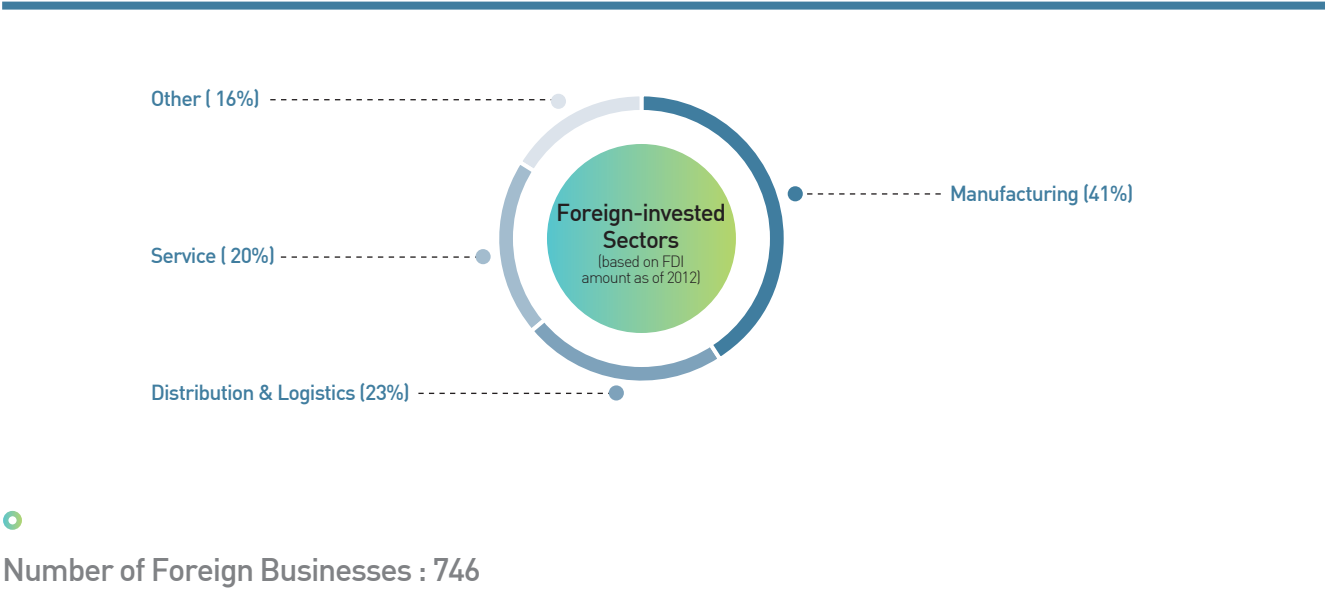 Other ( 16%)
Manufacturing (41%)
Foreign-invested
Sectors
(based on FDI
amount as of 2012)
Service ( 20%)
Distribution & Logistics (23%)
Number of Foreign Businesses : 746